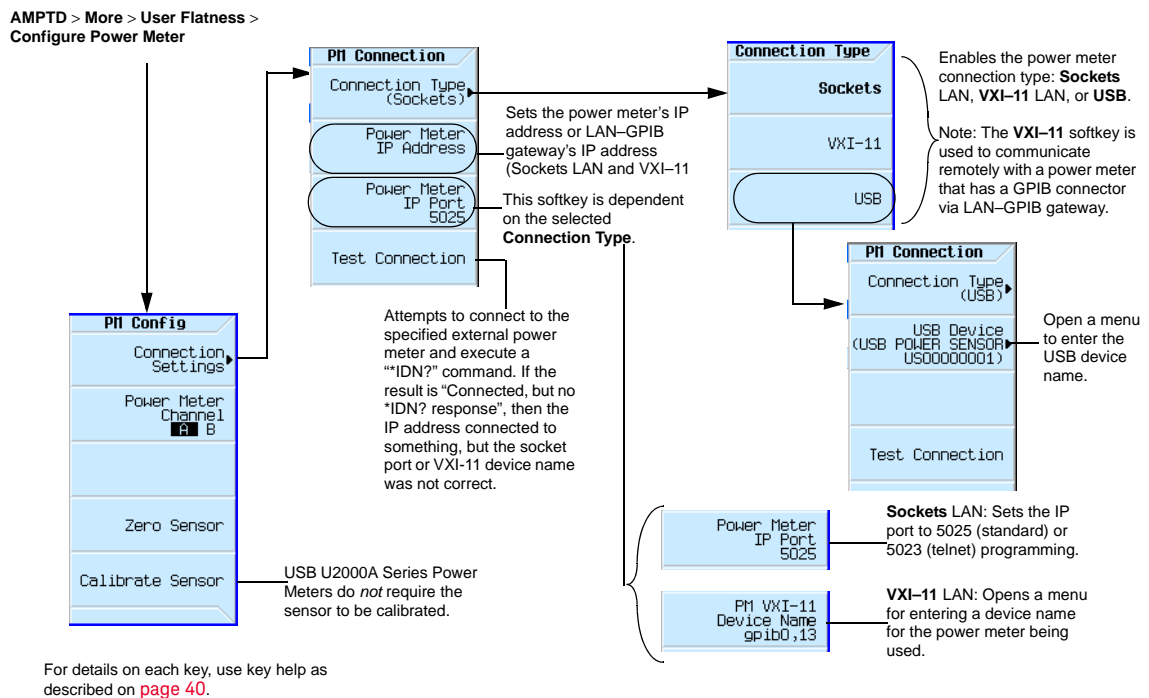 AMPTD > More > User Flatness >
Configure Power Meter
PM Connection
Connection Type
(Sockets)
Power Meter
IP Address
Power Meter
IP Port
5025
Test Connection
Sets the power meter's IP
address or LAN–GPIB
gateway's IP address
(Sockets LAN and VXI–11
This softkey is dependent
on the selected
Connection Type.
Connection Type
Sockets
VXI-11
USB
Enables the power meter
connection type: Sockets
LAN, VXI–11 LAN, or USB.
Note: The VXI–11 softkey is
used to communicate
remotely with a power meter
that has a GPIB connector
via LAN–GPIB gateway.
PM Connection
Connection Type
(USB)
USB Device
(USB POWER SENSOR
US00000001)
Test Connection
Open a menu
to enter the
USB device
name.
PM Config
Connection
Settings
Power Meter
Channel
A B
Zero Sensor
Calibrate Sensor
Attempts to connect to the
specified external power
meter and execute a
"*IDN?" command. If the
result is "Connected, but no
*IDN? response", then the
IP address connected to
something, but the socket
port or VXI-11 device name
was not correct.
USB U2000A Series Power
Meters do not require the
sensor to be calibrated.
Power Meter
IP Port
5025
Sockets LAN: Sets the IP
port to 5025 (standard) or
5023 (telnet) programming.
PM VXI-11
Device Name
gpib0,13
VXI–11 LAN: Opens a menu
for entering a device name
for the power meter being
used.
For details on each key, use key help as
described on page 40.